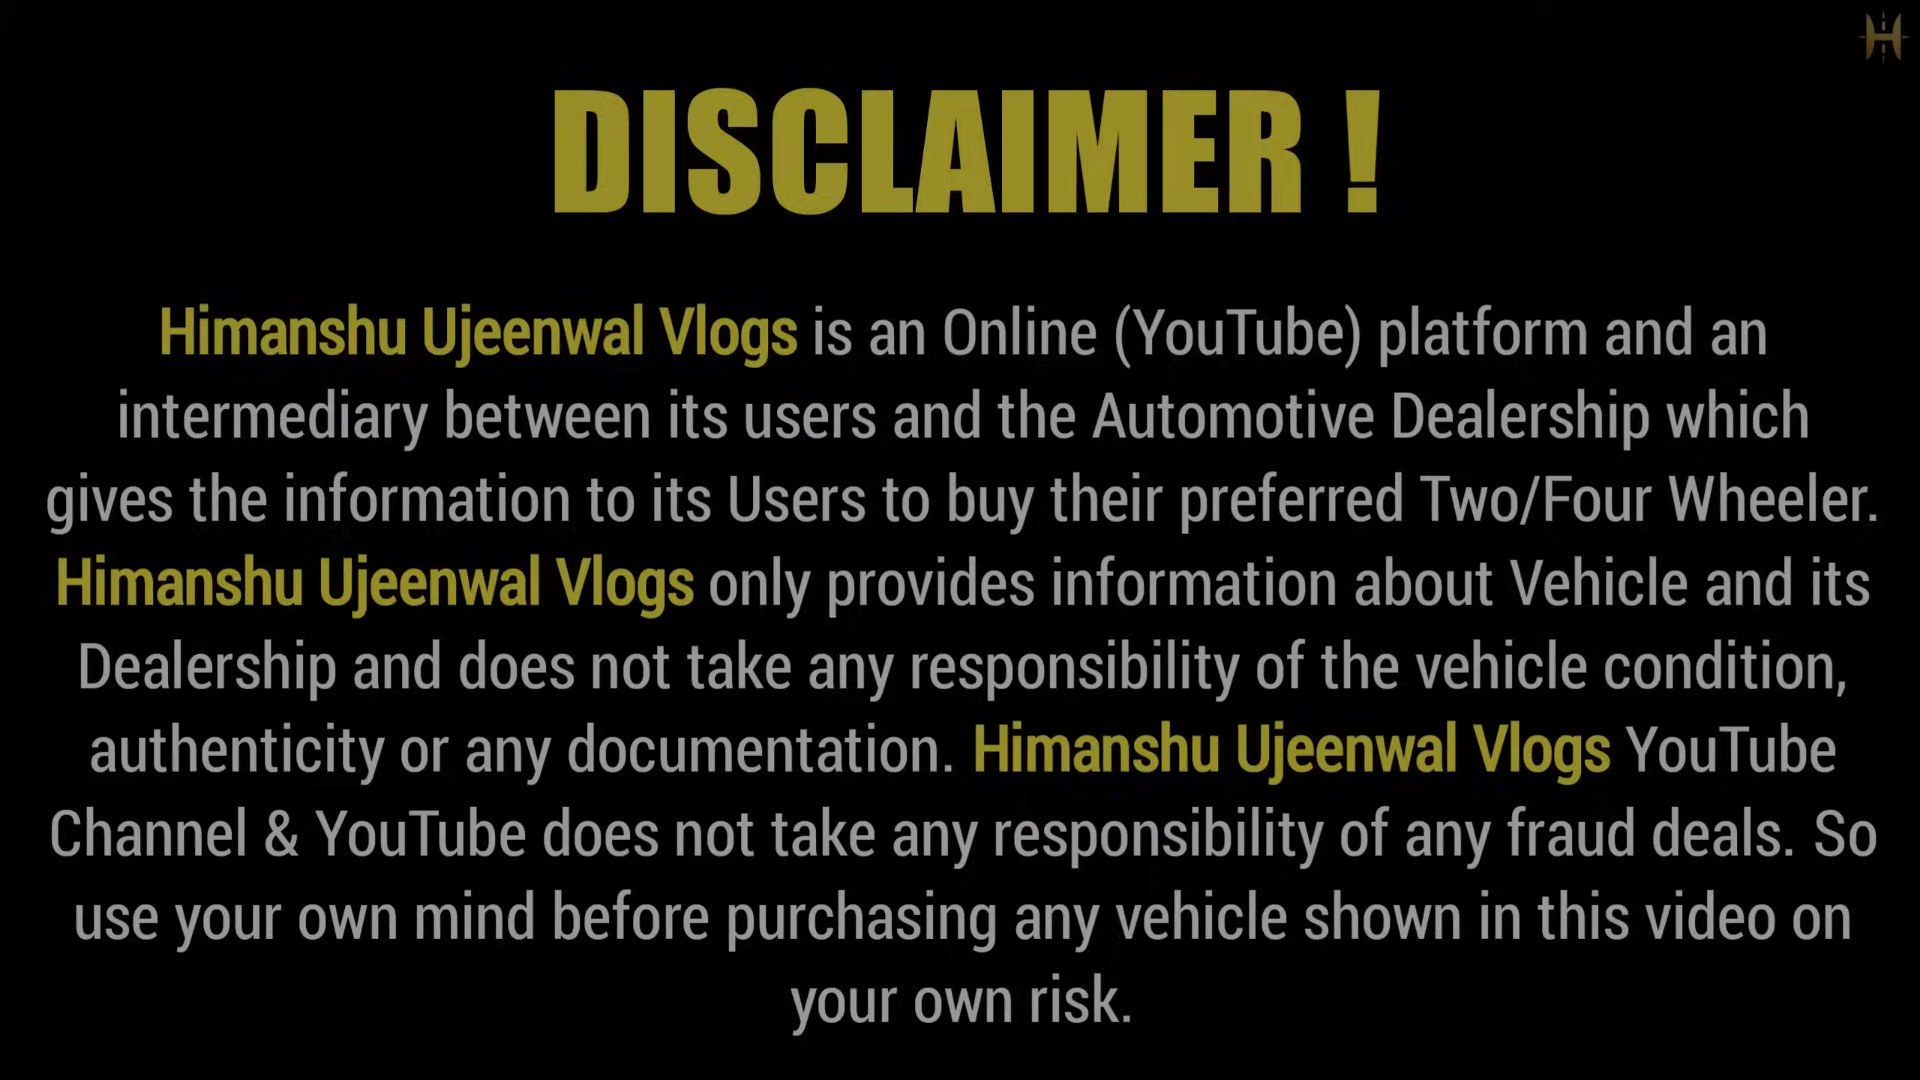 DISCLAIMER !
Himanshu Ujeenwal Vlogs is an Online (YouTube) platform and an
intermediary between its users and the Automotive Dealership which
gives the information to its Users to buy their preferred Two/Four Wheeler.
Himanshu Ujeenwal Vlogs only provides information about Vehicle and its
Dealership and does not take any responsibility of the vehicle condition,
authenticity or any documentation. Himanshu Ujeenwal Vlogs YouTube
Channel & YouTube does not take any responsibility of any fraud deals. So
use your own mind before purchasing any vehicle shown in this video on
your own risk.